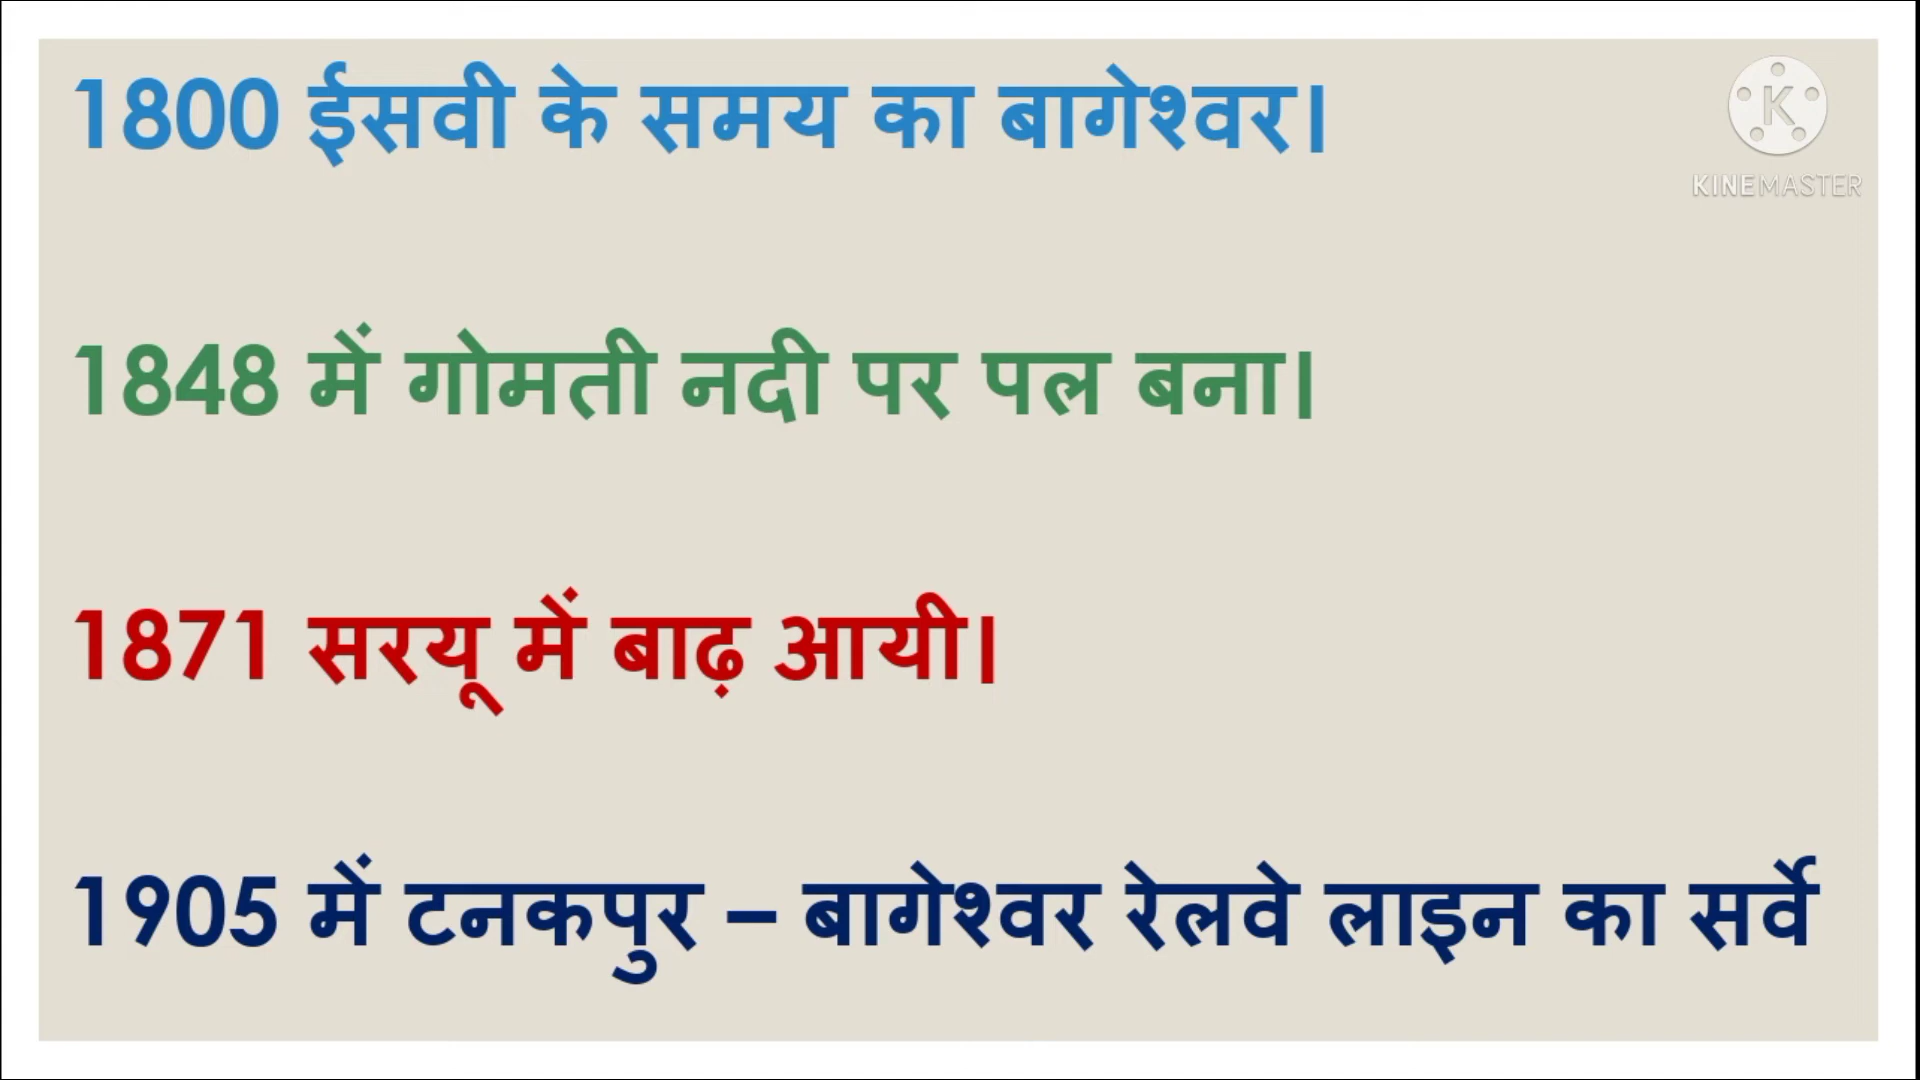 1800 ईसवी के समय का बागेश्वर।
KINEMASTER
1848 में गोमती नदी पर पल बना।
1871 सरयू में बाढ़ आयी।
1905 में टनकपुर – बागेश्वर रेलवे लाइन का सर्वे